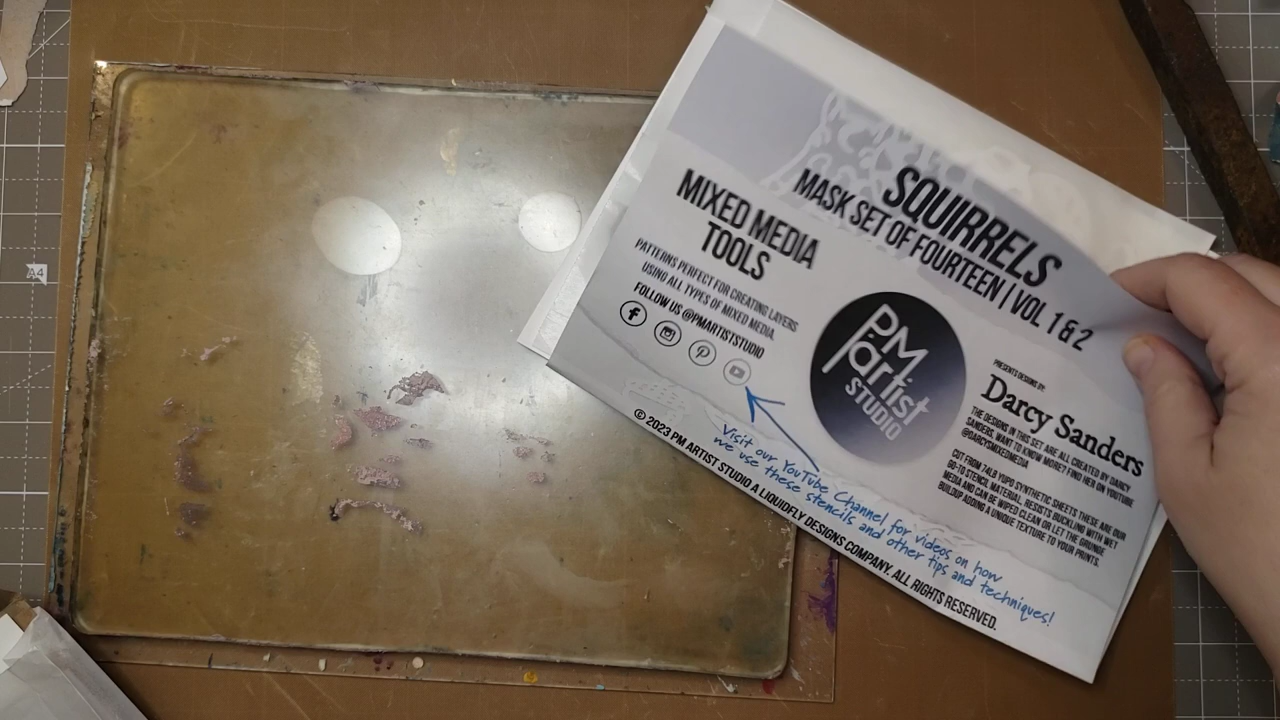 A4
SQUIRRELS
MASK SET OF FOURTEEN | VOL 1 & 2
MIXED MEDIA
TOOLS
PATTERNS PERFECT FOR CREATING LAYERS
USING ALL TYPES OF MIXED MEDIA.
FOLLOW US @PMARTISTSTUDIO
PM
artist
STUDIO
PRESENTS DESIGNS BY:
Darcy Sanders
THE DESIGNS IN THIS SET ARE ALL CREATED BY DARCY
SANDERS, WANT TO KNOW MORE? FIND HER ON YOUTUBE
@DARCYSMIXEDMEDIA
CUT FROM 74LB YUPO SYNTHETIC SHEETS THESE ARE OUR
GO-TO STENCIL MATERIAL. RESISTS BUCKLING WITH WET
MEDIA AND CAN BE WIPED CLEAN OR LET THE GRUNGE
BUILDUP ADDING A UNIQUE TEXTURE TO YOUR PRINTS.
Visit our YouTube Channel for videos on how
we use these stencils and other tips and techniques!
© 2023 PM ARTIST STUDIO A LIQUIDFLY DESIGNS COMPANY. ALL RIGHTS RESERVED.